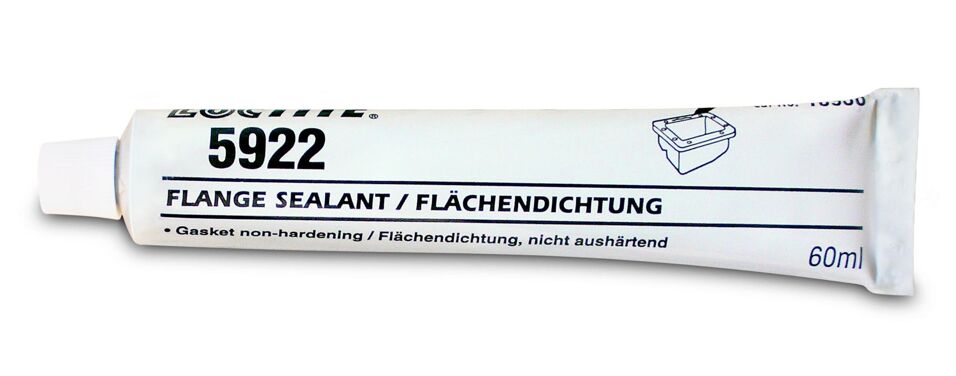 LOCTITE®
5922
FLANGE SEALANT / FLÄCHENDICHTUNG
• Gasket non-hardening / Flächendichtung, nicht aushärtend
60ml